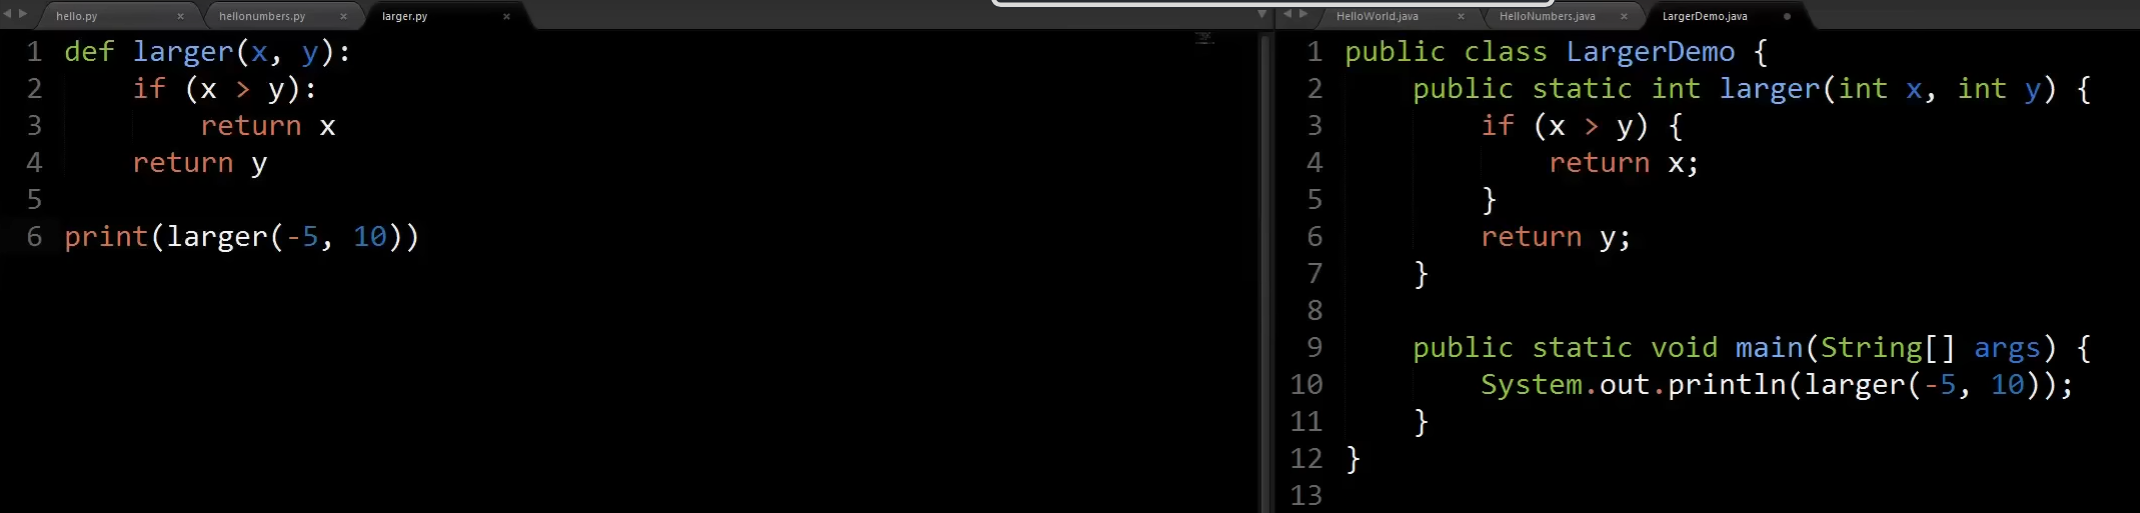 hello.py
hellonumbers.py
larger.py
1 def larger(x, y):
2     if (x > y):
3         return x
4     return y
5
6 print(larger(-5, 10))
HelloWorld.java
HelloNumbers.java
LargerDemo.java
1 public class LargerDemo {
2     public static int larger(int x, int y) {
3         if (x > y) {
4             return x;
5         }
6         return y;
7     }
8
9     public static void main(String[] args) {
10         System.out.println(larger(-5, 10));
11     }
12 }
13